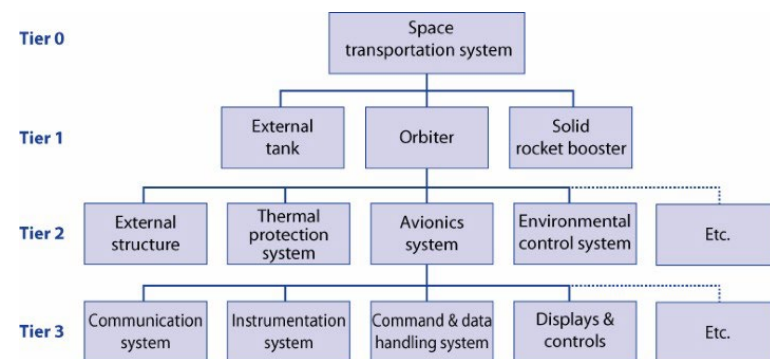 Tier 0
Space
transportation system
Tier 1
External
tank
Orbiter
Solid
rocket booster
Tier 2
External
structure
Thermal
protection
system
Avionics
system
Environmental
control system
Etc.
Tier 3
Communication
system
Instrumentation
system
Command & data
handling system
Displays &
controls
Etc.